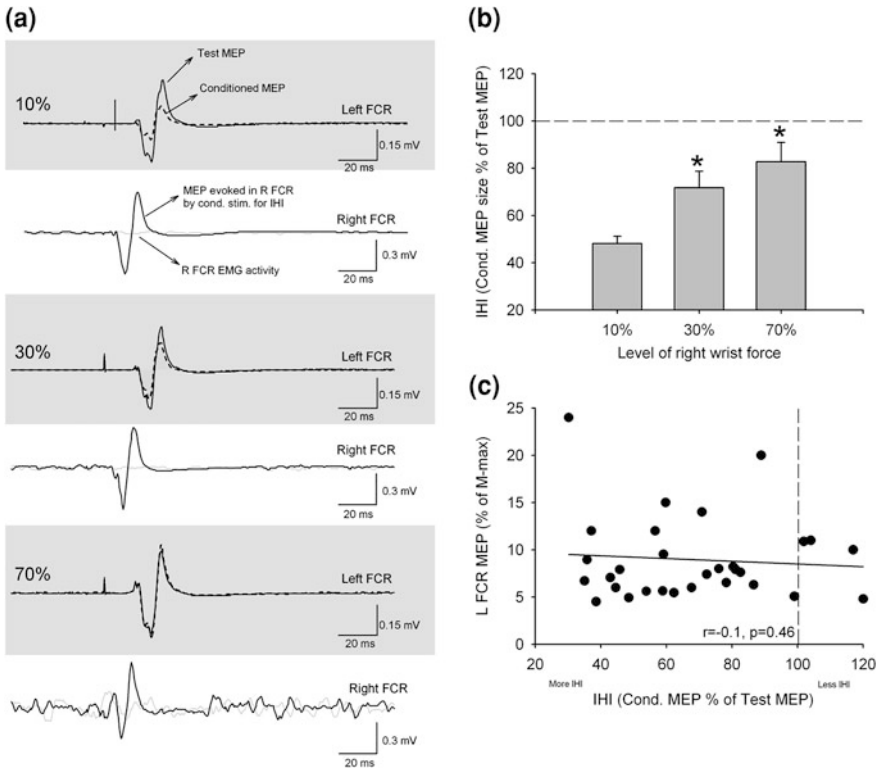 (a)
Test MEP
Conditioned MEP
10%
Left FCR
0.15 mV
20 ms
MEP evoked in R FCR
by cond. stim. for IHI
Right FCR
0.3 mV
R FCR EMG activity
20 ms
30%
Left FCR
0.15 mV
20 ms
Right FCR
0.3 mV
20 ms
70%
Left FCR
0.15 mV
20 ms
Right FCR
0.3 mV
20 ms
(b)
IHI (Cond. MEP size % of Test MEP)
120
100
80
60
40
20
*
*
10% 30% 70%
Level of right wrist force
(c)
L FCR MEP (% of M-max)
25
20
15
10
5
0
r=-0.1, p=0.46
20 40 60 80 100 120
More IHI Less IHI
IHI (Cond. MEP % of Test MEP)